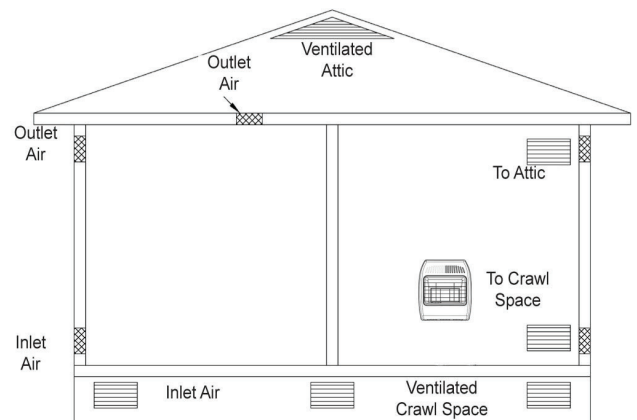 Ventilated
Attic
Outlet
Air
Outlet
Air
To Attic
To Crawl
Space
Inlet
Air
Inlet Air
Ventilated
Crawl Space